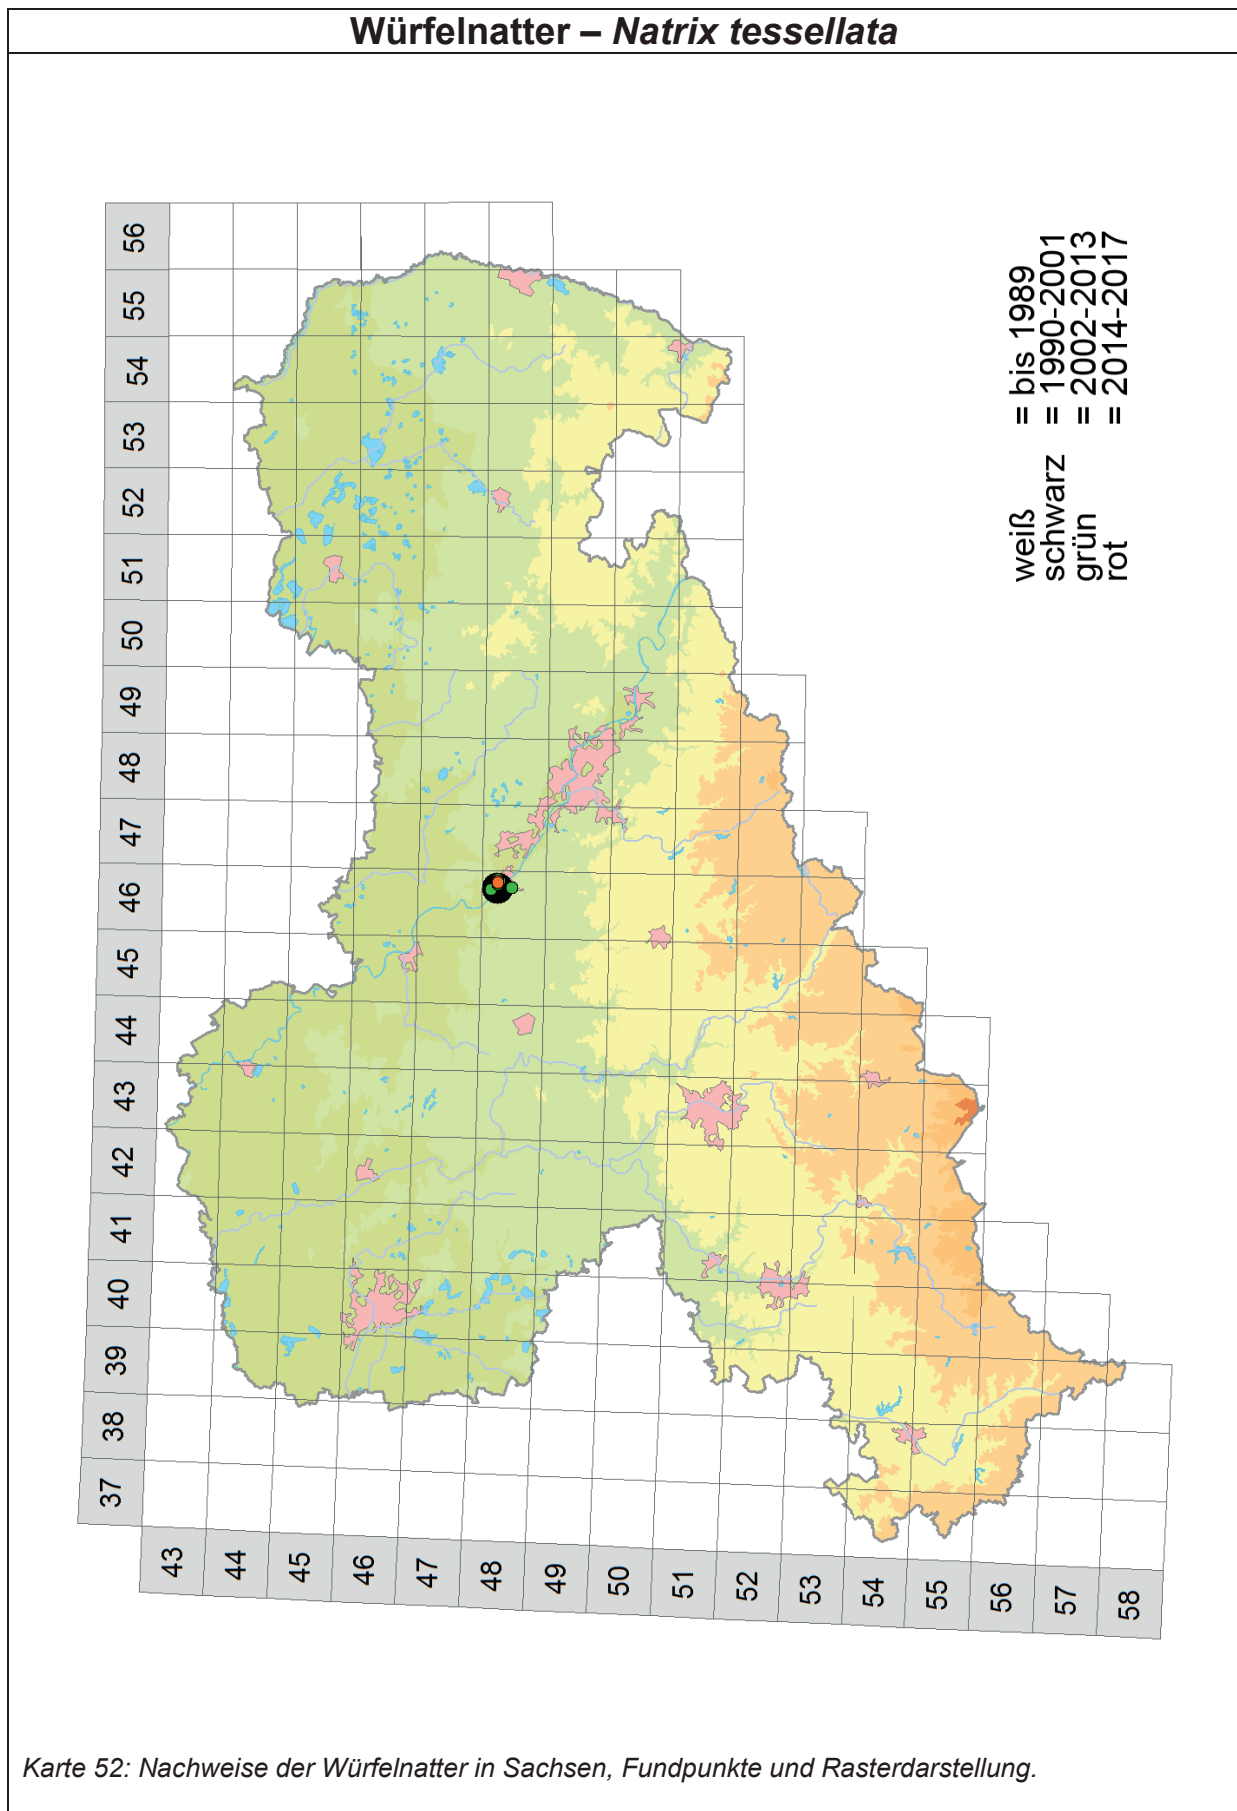 Würfelnatter – Natrix tessellata
37 38 39 40 41 42 43 44 45 46 47 48 49 50 51 52 53 54 55 56
43
44
45
46
47
48
49
50
51
52
53
54
55
56
57
58
weiß = bis 1989
schwarz = 1990-2001
grün = 2002-2013
rot = 2014-2017
Karte 52: Nachweise der Würfelnatter in Sachsen, Fundpunkte und Rasterdarstellung.